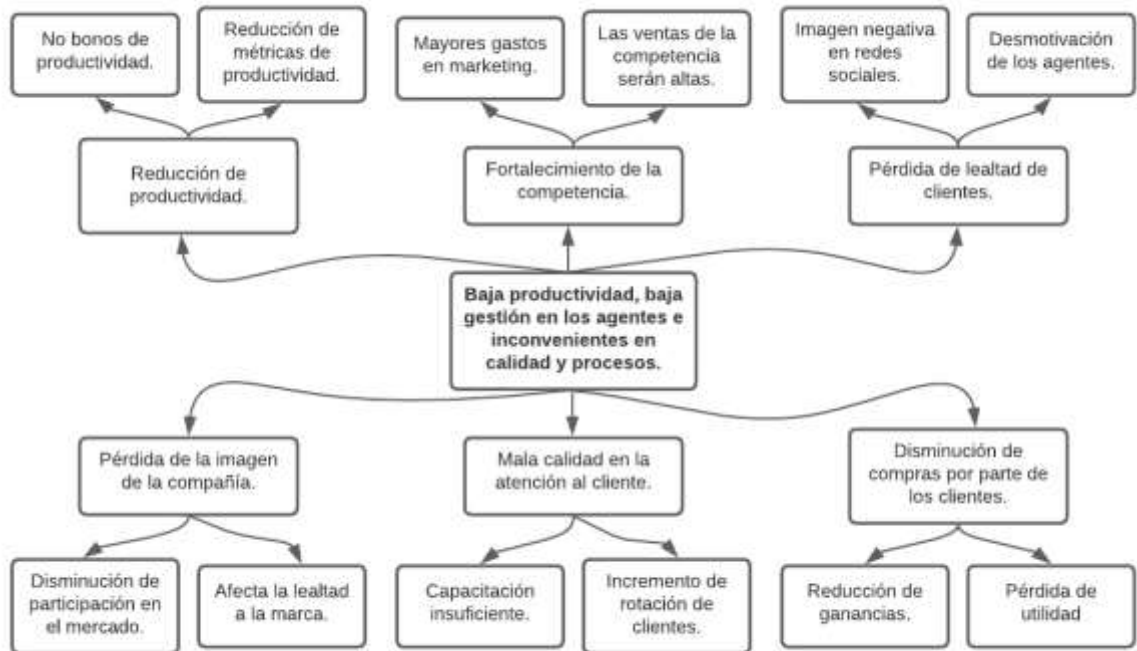 No bonos de
productividad.
Reducción de
métricas de
productividad.
Mayores gastos
en marketing.
Las ventas de la
competencia
serán altas.
Imagen negativa
en redes
sociales.
Desmotivación
de los agentes.
Reducción de
productividad.
Fortalecimiento de la
competencia.
Pérdida de lealtad de
clientes.
Baja productividad, baja
gestión en los agentes e
inconvenientes en
calidad y procesos.
Pérdida de la imagen
de la compañía.
Mala calidad en la
atención al cliente.
Disminución de
compras por parte de
los clientes.
Disminución de
participación en
el mercado.
Afecta la lealtad
a la marca.
Capacitación
insuficiente.
Incremento de
rotación de
clientes.
Reducción de
ganancias.
Pérdida de
utilidad